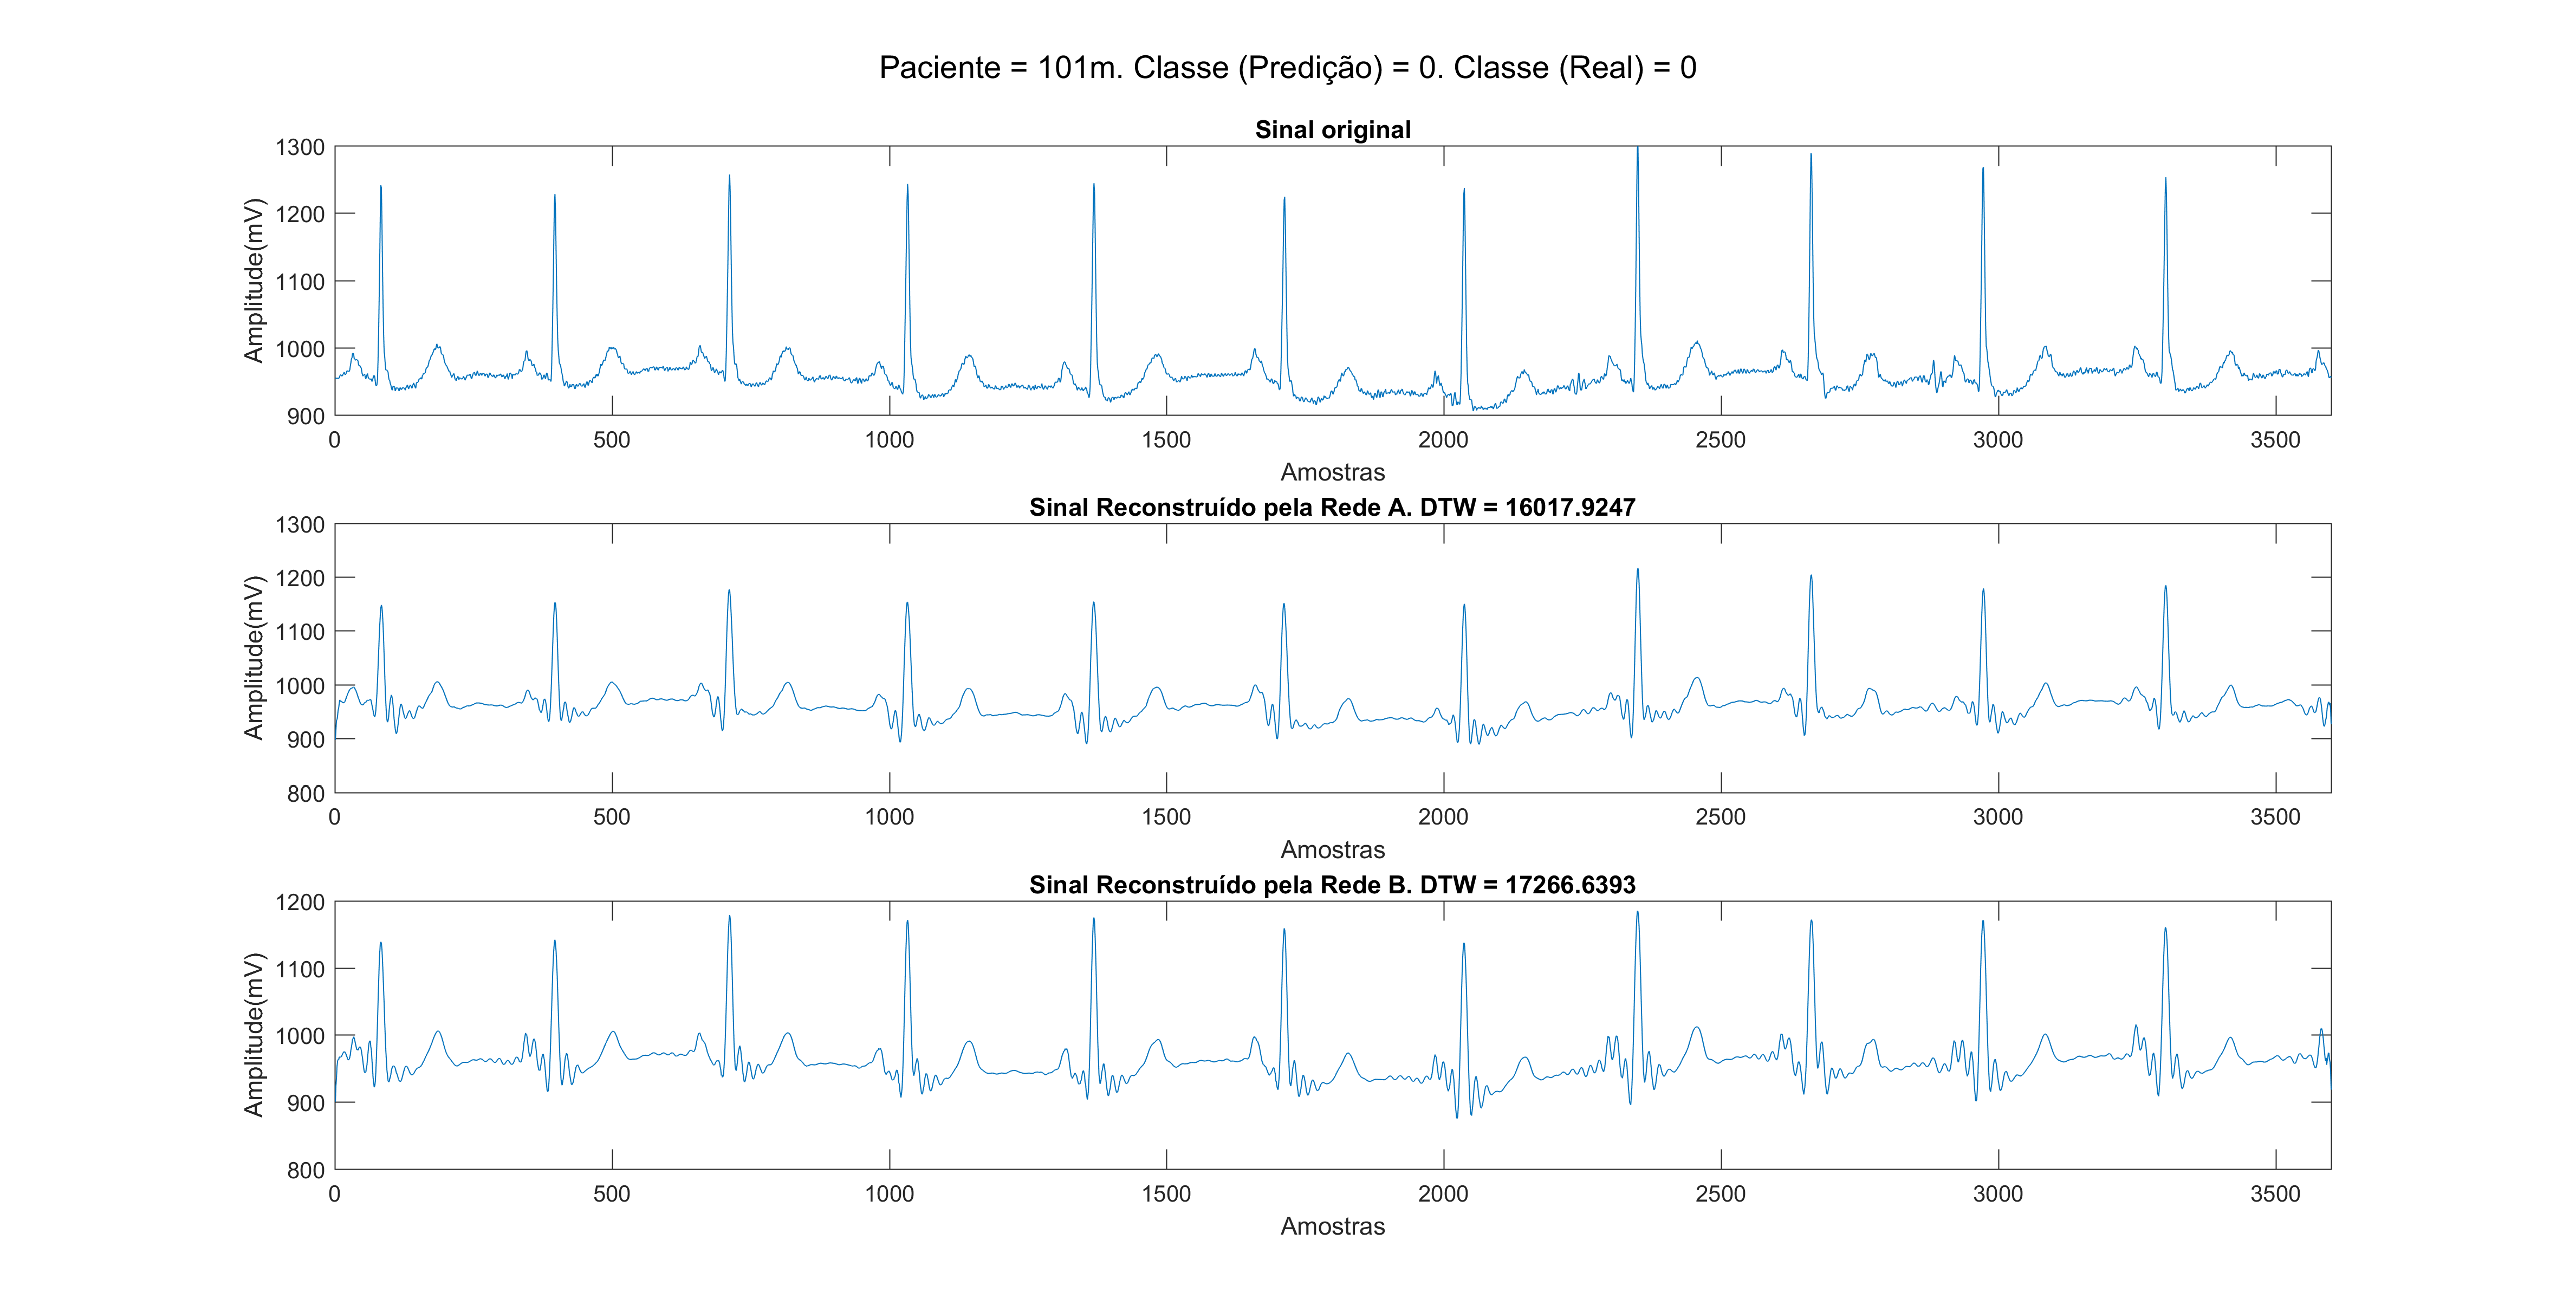 Paciente = 101m. Classe (Predição) = 0. Classe (Real) = 0
Sinal original
1300
1200
1100
1000
900
Amplitude(mV)
0 500 1000 1500 2000 2500 3000 3500
Amostras
Sinal Reconstruído pela Rede A. DTW = 16017.9247
1300
1200
1100
1000
900
800
Amplitude(mV)
0 500 1000 1500 2000 2500 3000 3500
Amostras
Sinal Reconstruído pela Rede B. DTW = 17266.6393
1200
1100
1000
900
800
Amplitude(mV)
0 500 1000 1500 2000 2500 3000 3500
Amostras